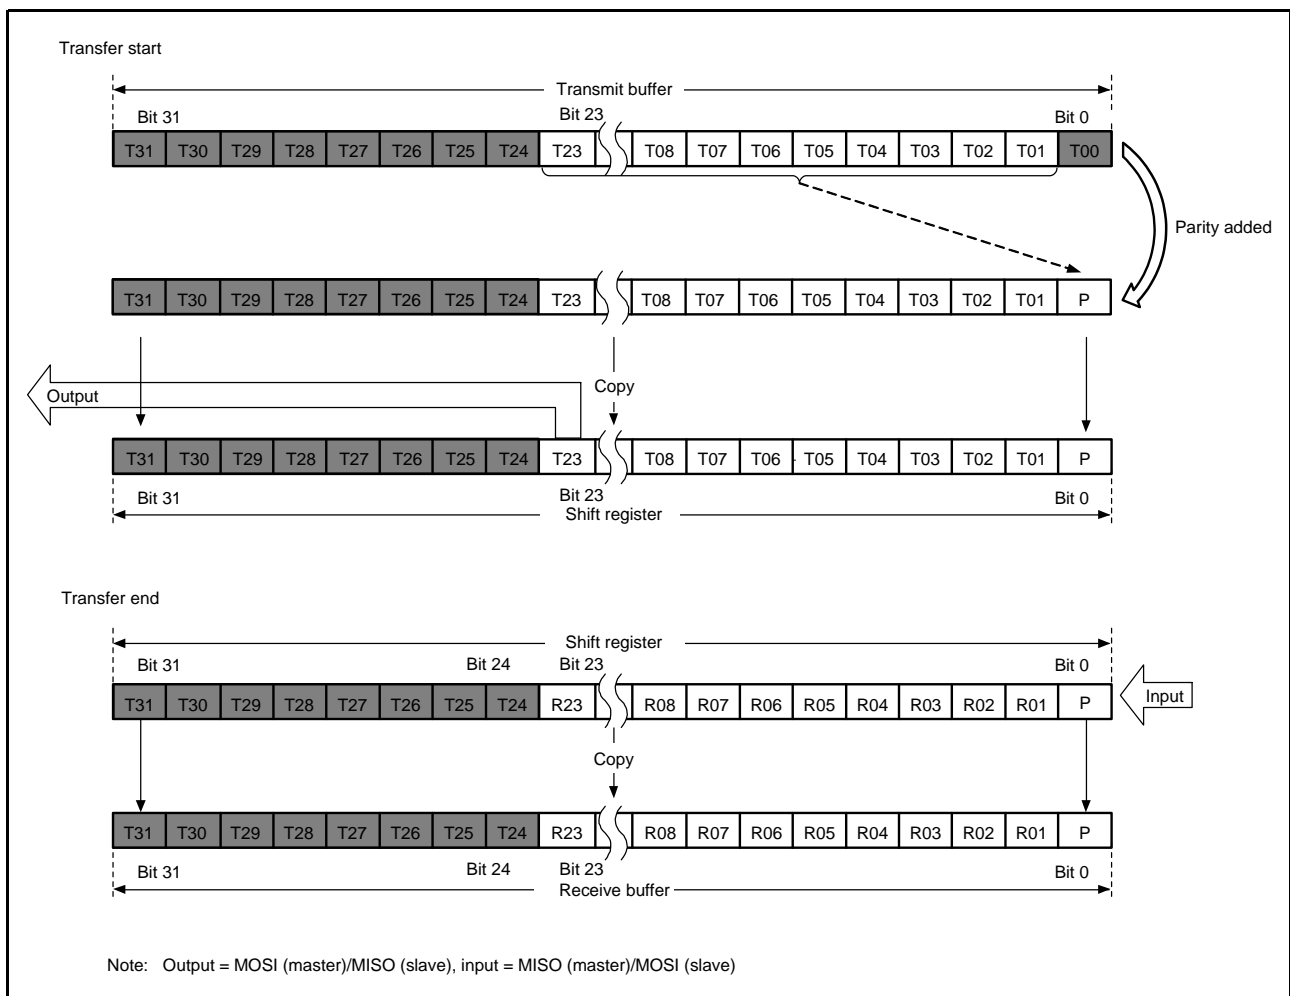 Transfer start
Transmit buffer
Bit 31 Bit 23 Bit 0
T31 T30 T29 T28 T27 T26 T25 T24 T23 T08 T07 T06 T05 T04 T03 T02 T01 T00
Parity added
T31 T30 T29 T28 T27 T26 T25 T24 T23 T08 T07 T06 T05 T04 T03 T02 T01 P
Copy
Output
T31 T30 T29 T28 T27 T26 T25 T24 T23 T08 T07 T06 T05 T04 T03 T02 T01 P
Bit 31 Bit 23 Bit 0
Shift register
Transfer end
Shift register
Bit 31 Bit 24 Bit 23 Bit 0
T31 T30 T29 T28 T27 T26 T25 T24 R23 R08 R07 R06 R05 R04 R03 R02 R01 P
Input
Copy
T31 T30 T29 T28 T27 T26 T25 T24 R23 R08 R07 R06 R05 R04 R03 R02 R01 P
Bit 31 Bit 24 Bit 23 Bit 0
Receive buffer
Note: Output = MOSI (master)/MISO (slave), input = MISO (master)/MOSI (slave)